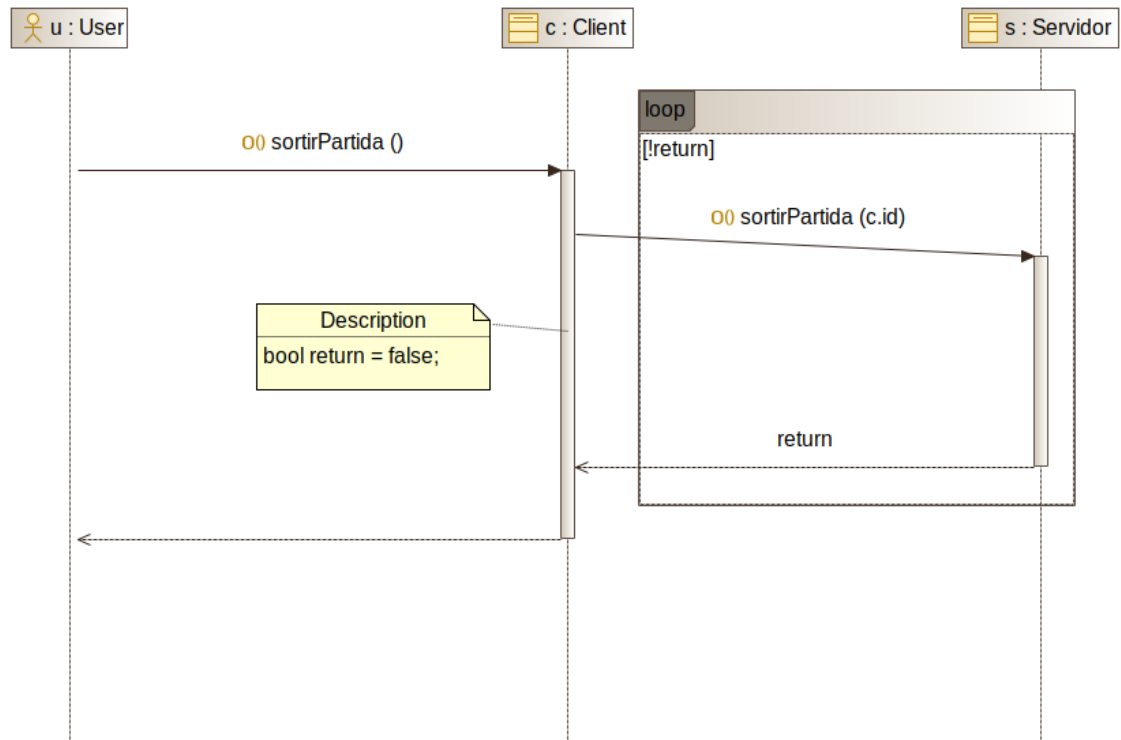 u : User
c : Client
s : Servidor
loop
[!return]
O() sortirPartida ()
O() sortirPartida (c.id)
Description
bool return = false;
return